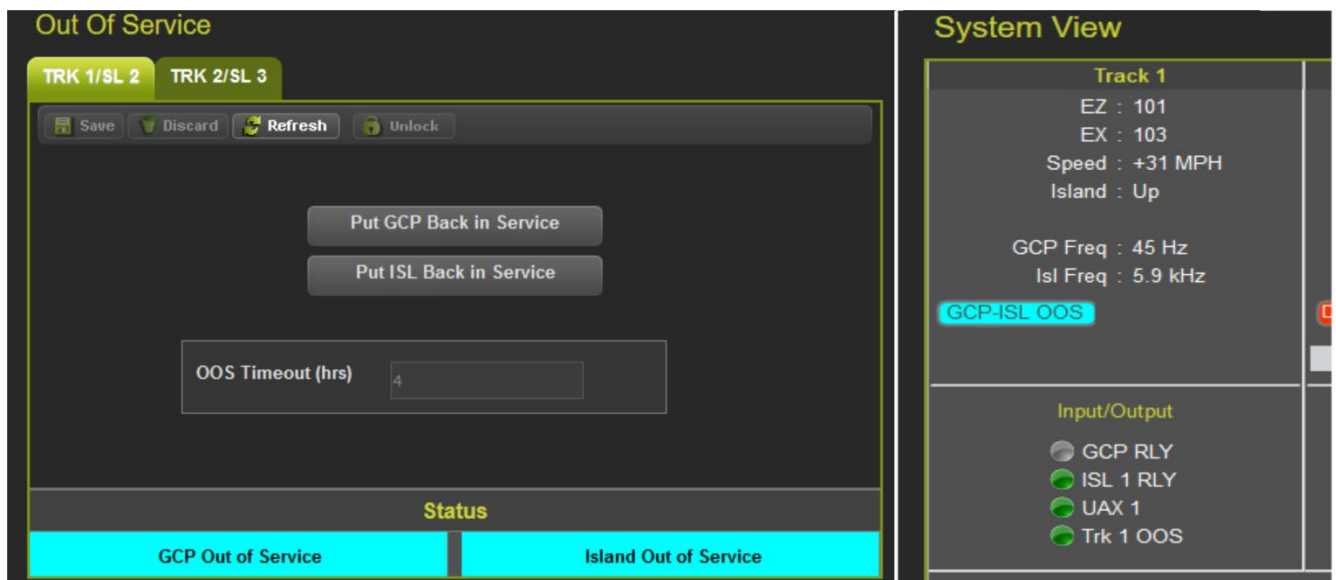 Out Of Service
TRK 1/SL 2
TRK 2/SL 3
Save
Discard
Refresh
Unlock
Put GCP Back in Service
Put ISL Back in Service
OOS Timeout (hrs)
4
Status
GCP Out of Service
Island Out of Service
System View
Track 1
EZ : 101
EX : 103
Speed : +31 MPH
Island : Up
GCP Freq : 45 Hz
Isl Freq : 5.9 kHz
GCP-ISL OOS
Input/Output
GCP RLY
ISL 1 RLY
UAX 1
Trk 1 OOS